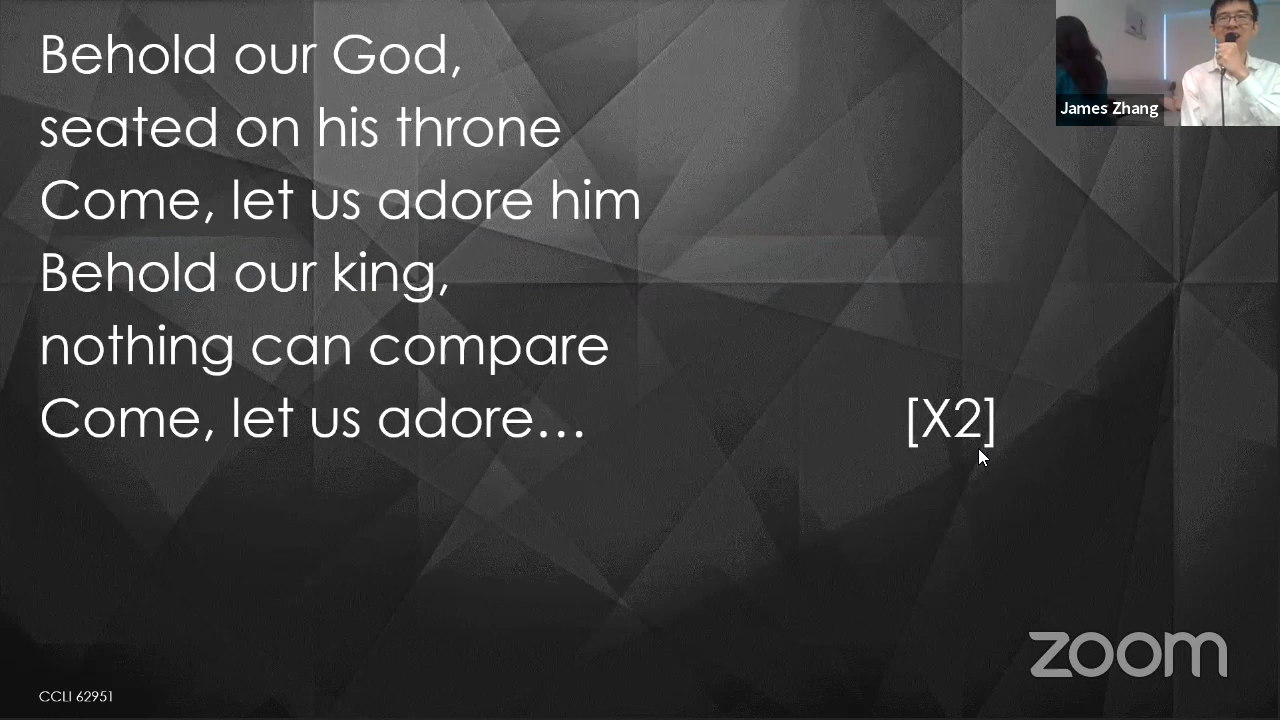 Behold our God,
seated on his throne
Come, let us adore him
Behold our king,
nothing can compare
Come, let us adore… [X2]
James Zhang
zoom
CCLI 62951